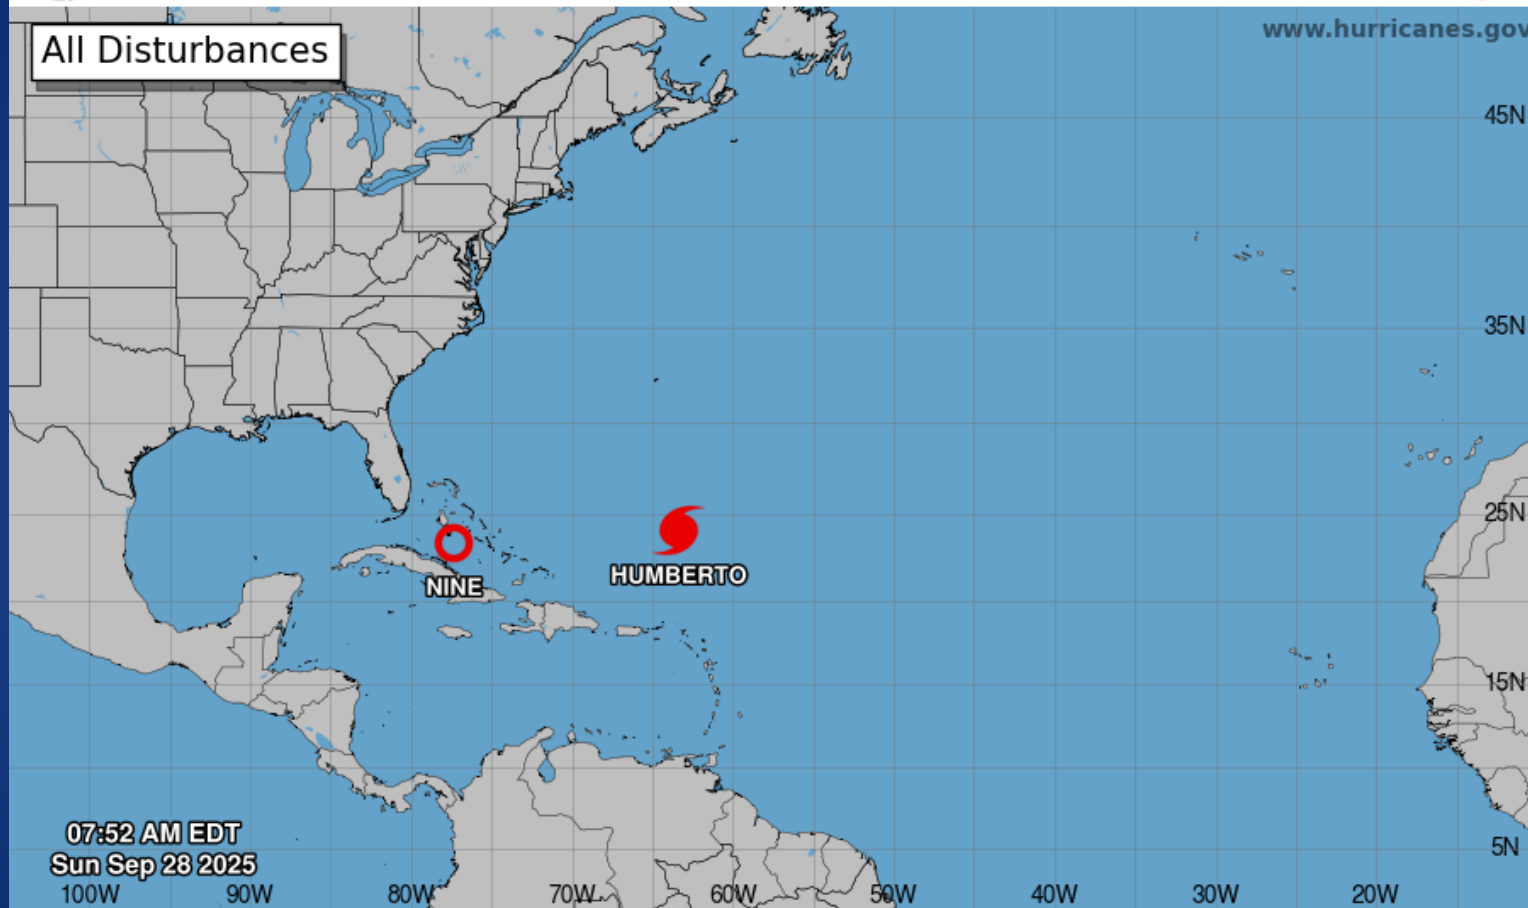 All Disturbances
www.hurricanes.gov
45N
35N
25N
HUMBERTO
NINE
15N
07:52 AM EDT
5N
Sun Sep 28 2025
100W 90W 80W 70W 60W 50W 40W 30W 20W